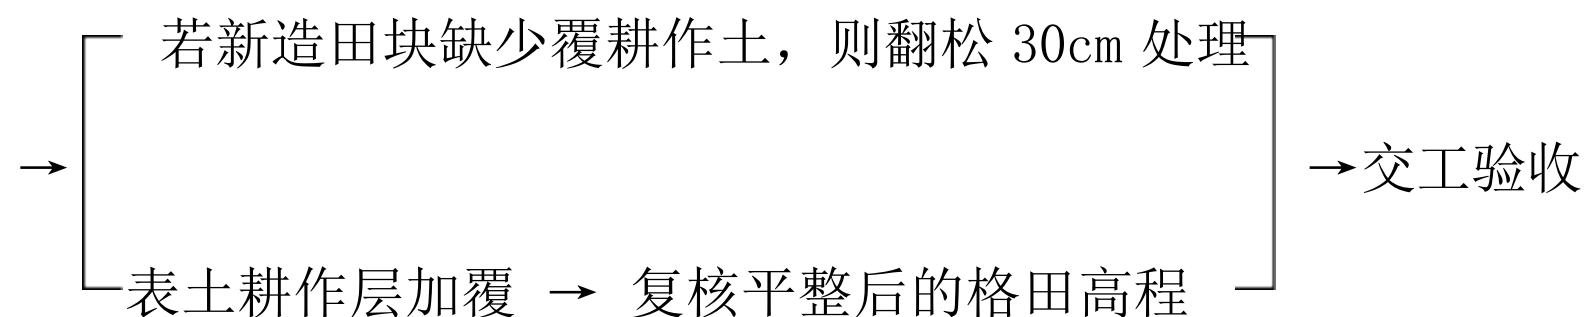 若新造田块缺少覆耕作土，则翻松 30cm 处理
→ →交工验收
表土耕作层加覆 → 复核平整后的格田高程